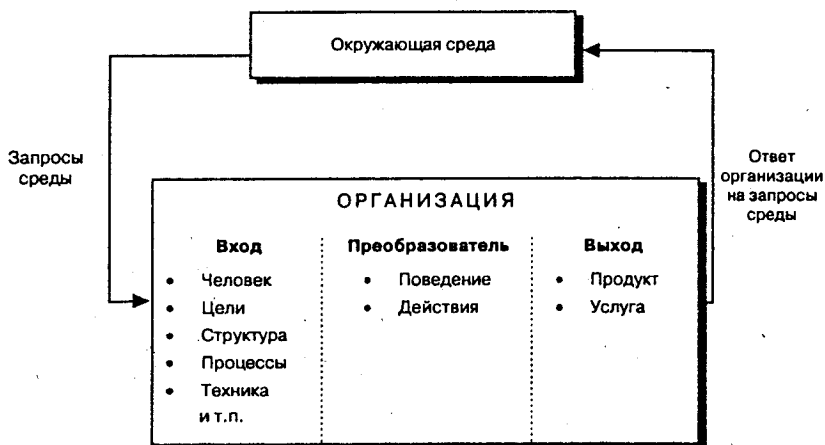 Окружающая среда
Запросы
среды
Ответ
организации
на запросы
среды
ОРГАНИЗАЦИЯ
Вход
• Человек
• Цели
• Структура
• Процессы
• Техника
и т.п.
Преобразователь
• Поведение
• Действия
Выход
• Продукт
• Услуга